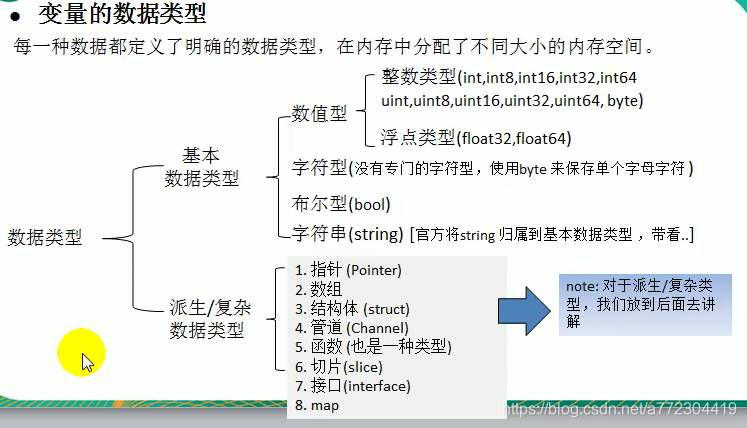 ● 变量的数据类型
每一种数据都定义了明确的数据类型，在内存中分配了不同大小的内存空间。
数据类型
基本
数据类型
数值型
整数类型(int,int8,int16,int32,int64
uint,uint8,uint16,uint32,uint64, byte)
浮点类型(float32,float64)
字符型(没有专门的字符型，使用byte 来保存单个字母字符)
布尔型(bool)
字符串(string) [官方将string 归属到基本数据类型 ，带看..]
派生/复杂
数据类型
1. 指针 (Pointer)
2. 数组
3. 结构体 (struct)
4. 管道 (Channel)
5. 函数 (也是一种类型)
6. 切片(slice)
7. 接口(interface)
8. map
note: 对于派生/复杂类
型，我们放到后面去讲
解
https://blog.csdn.net/a772304419